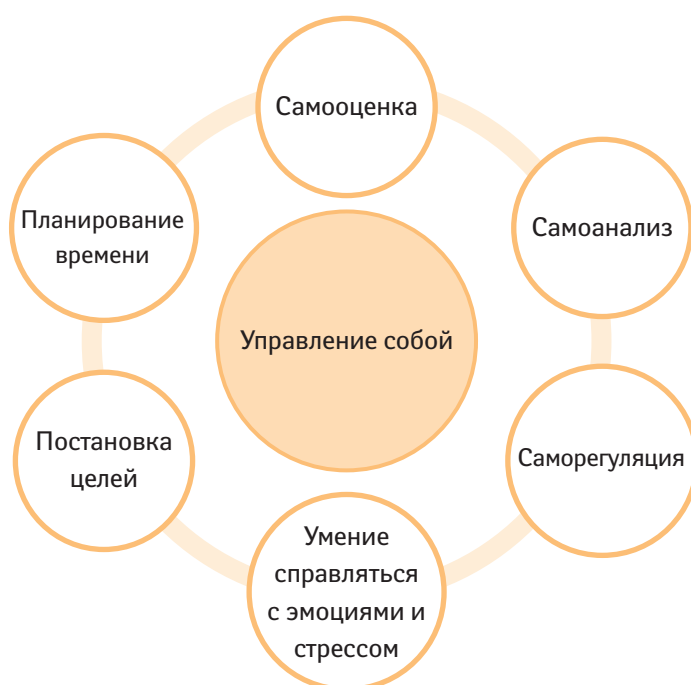 Самооценка
Самоанализ
Саморегуляция
Умение
справляться
с эмоциями и
стрессом
Постановка
целей
Планирование
времени
Управление собой